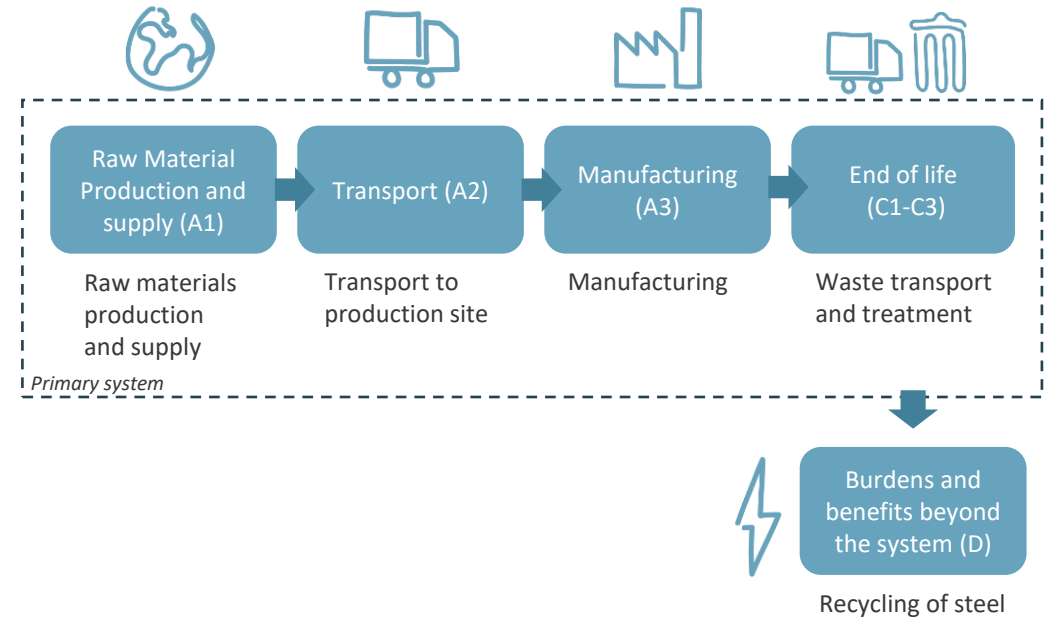 Raw Material
Production and
supply (A1)
Transport (A2)
Manufacturing
(A3)
End of life
(C1-C3)
Raw materials
production
and supply
Transport to
production site
Manufacturing
Waste transport
and treatment
Primary system
Burdens and
benefits beyond
the system (D)
Recycling of steel